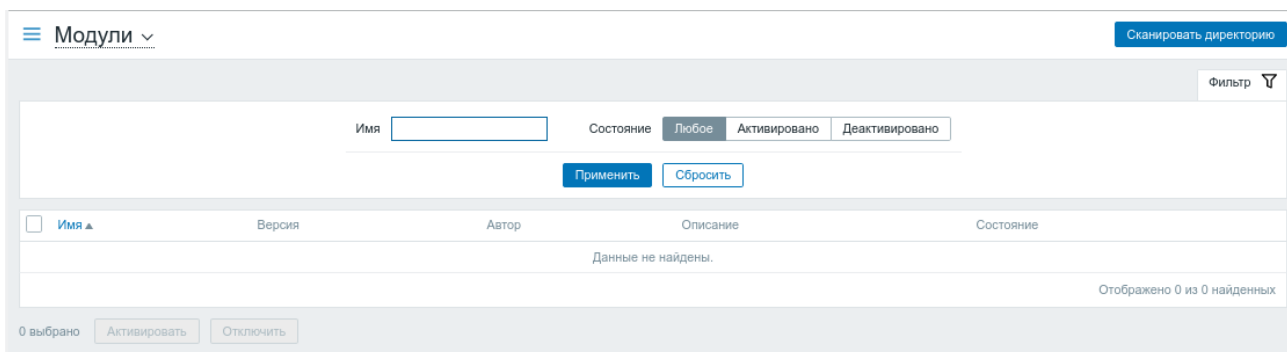 Модули
Сканировать директорию
Фильтр
Имя Состояние Любое Активировано Деактивировано
Применить Сбросить
Имя Версия Автор Описание Состояние
Данные не найдены.
Отображено 0 из 0 найденных
0 выбрано Активировать Отключить